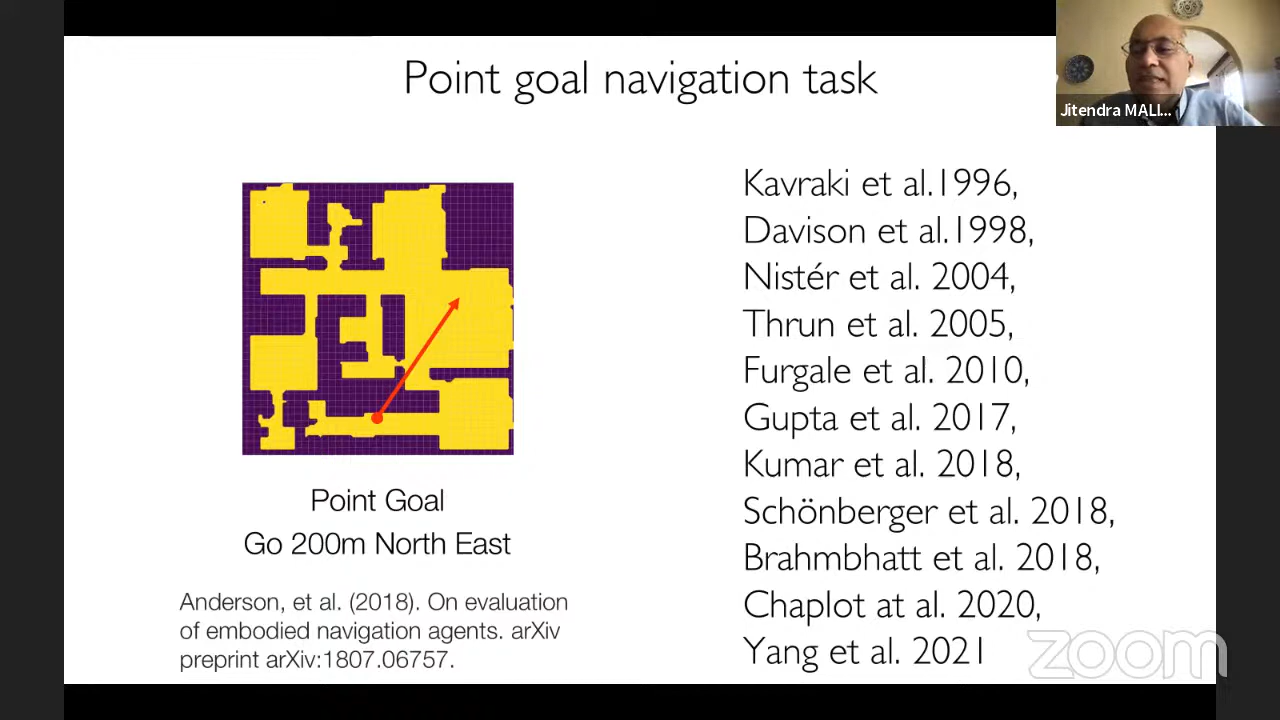 Point goal navigation task
Jitendra MALI...
Kavraki et al.1996,
Davison et al.1998,
Nistér et al. 2004,
Thrun et al. 2005,
Furgale et al. 2010,
Gupta et al. 2017,
Kumar et al. 2018,
Schönberger et al. 2018,
Brahmbhatt et al. 2018,
Chaplot at al. 2020,
Yang et al. 2021
Point Goal
Go 200m North East
Anderson, et al. (2018). On evaluation
of embodied navigation agents. arXiv
preprint arXiv:1807.06757.
zoom